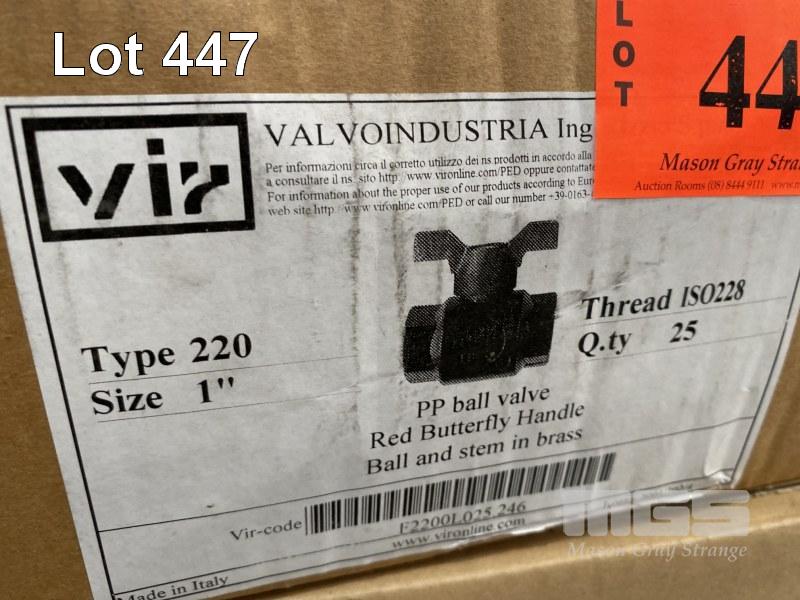 Lot 447
LOT
44
Mason Gray Stra
Auction Rooms (08) 8444 9111 www.m
vir
VALVOINDUSTRIA Ing
Per informazioni circa il corretto utilizzo dei ns prodotti in accordo alla
a consultare il ns. sito http://www.vironline.com/PED oppure contattate
For information about the proper use of our products according to Eur
web site http://www.vironline.com/PED or call our number +39-0163-
Type 220
Size 1"
Thread ISO228
Q.ty 25
PP ball valve
Red Butterfly Handle
Ball and stem in brass
Vir-code
F2200L025.246
www.vironline.com
Made in Italy
MGS
Mason Gray Strange